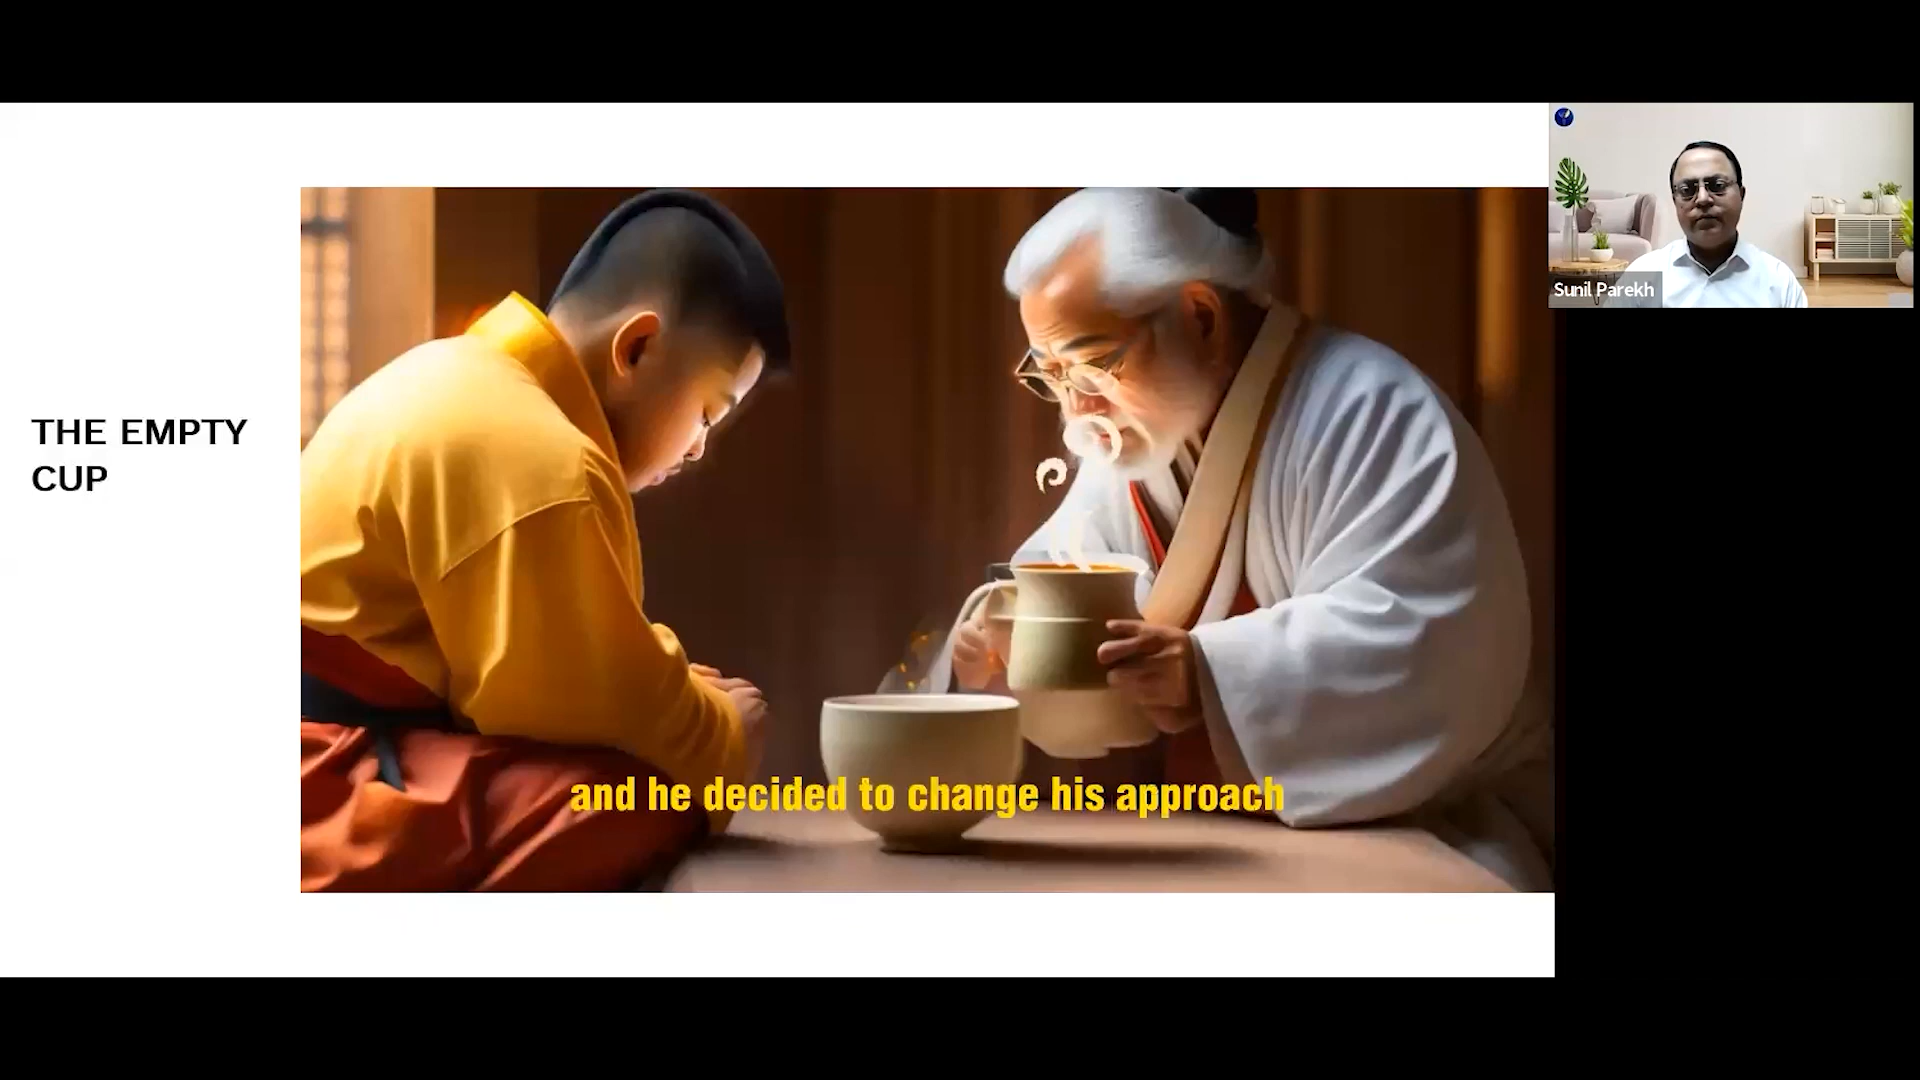 THE EMPTY
CUP
and he decided to change his approach
Sunil Parekh